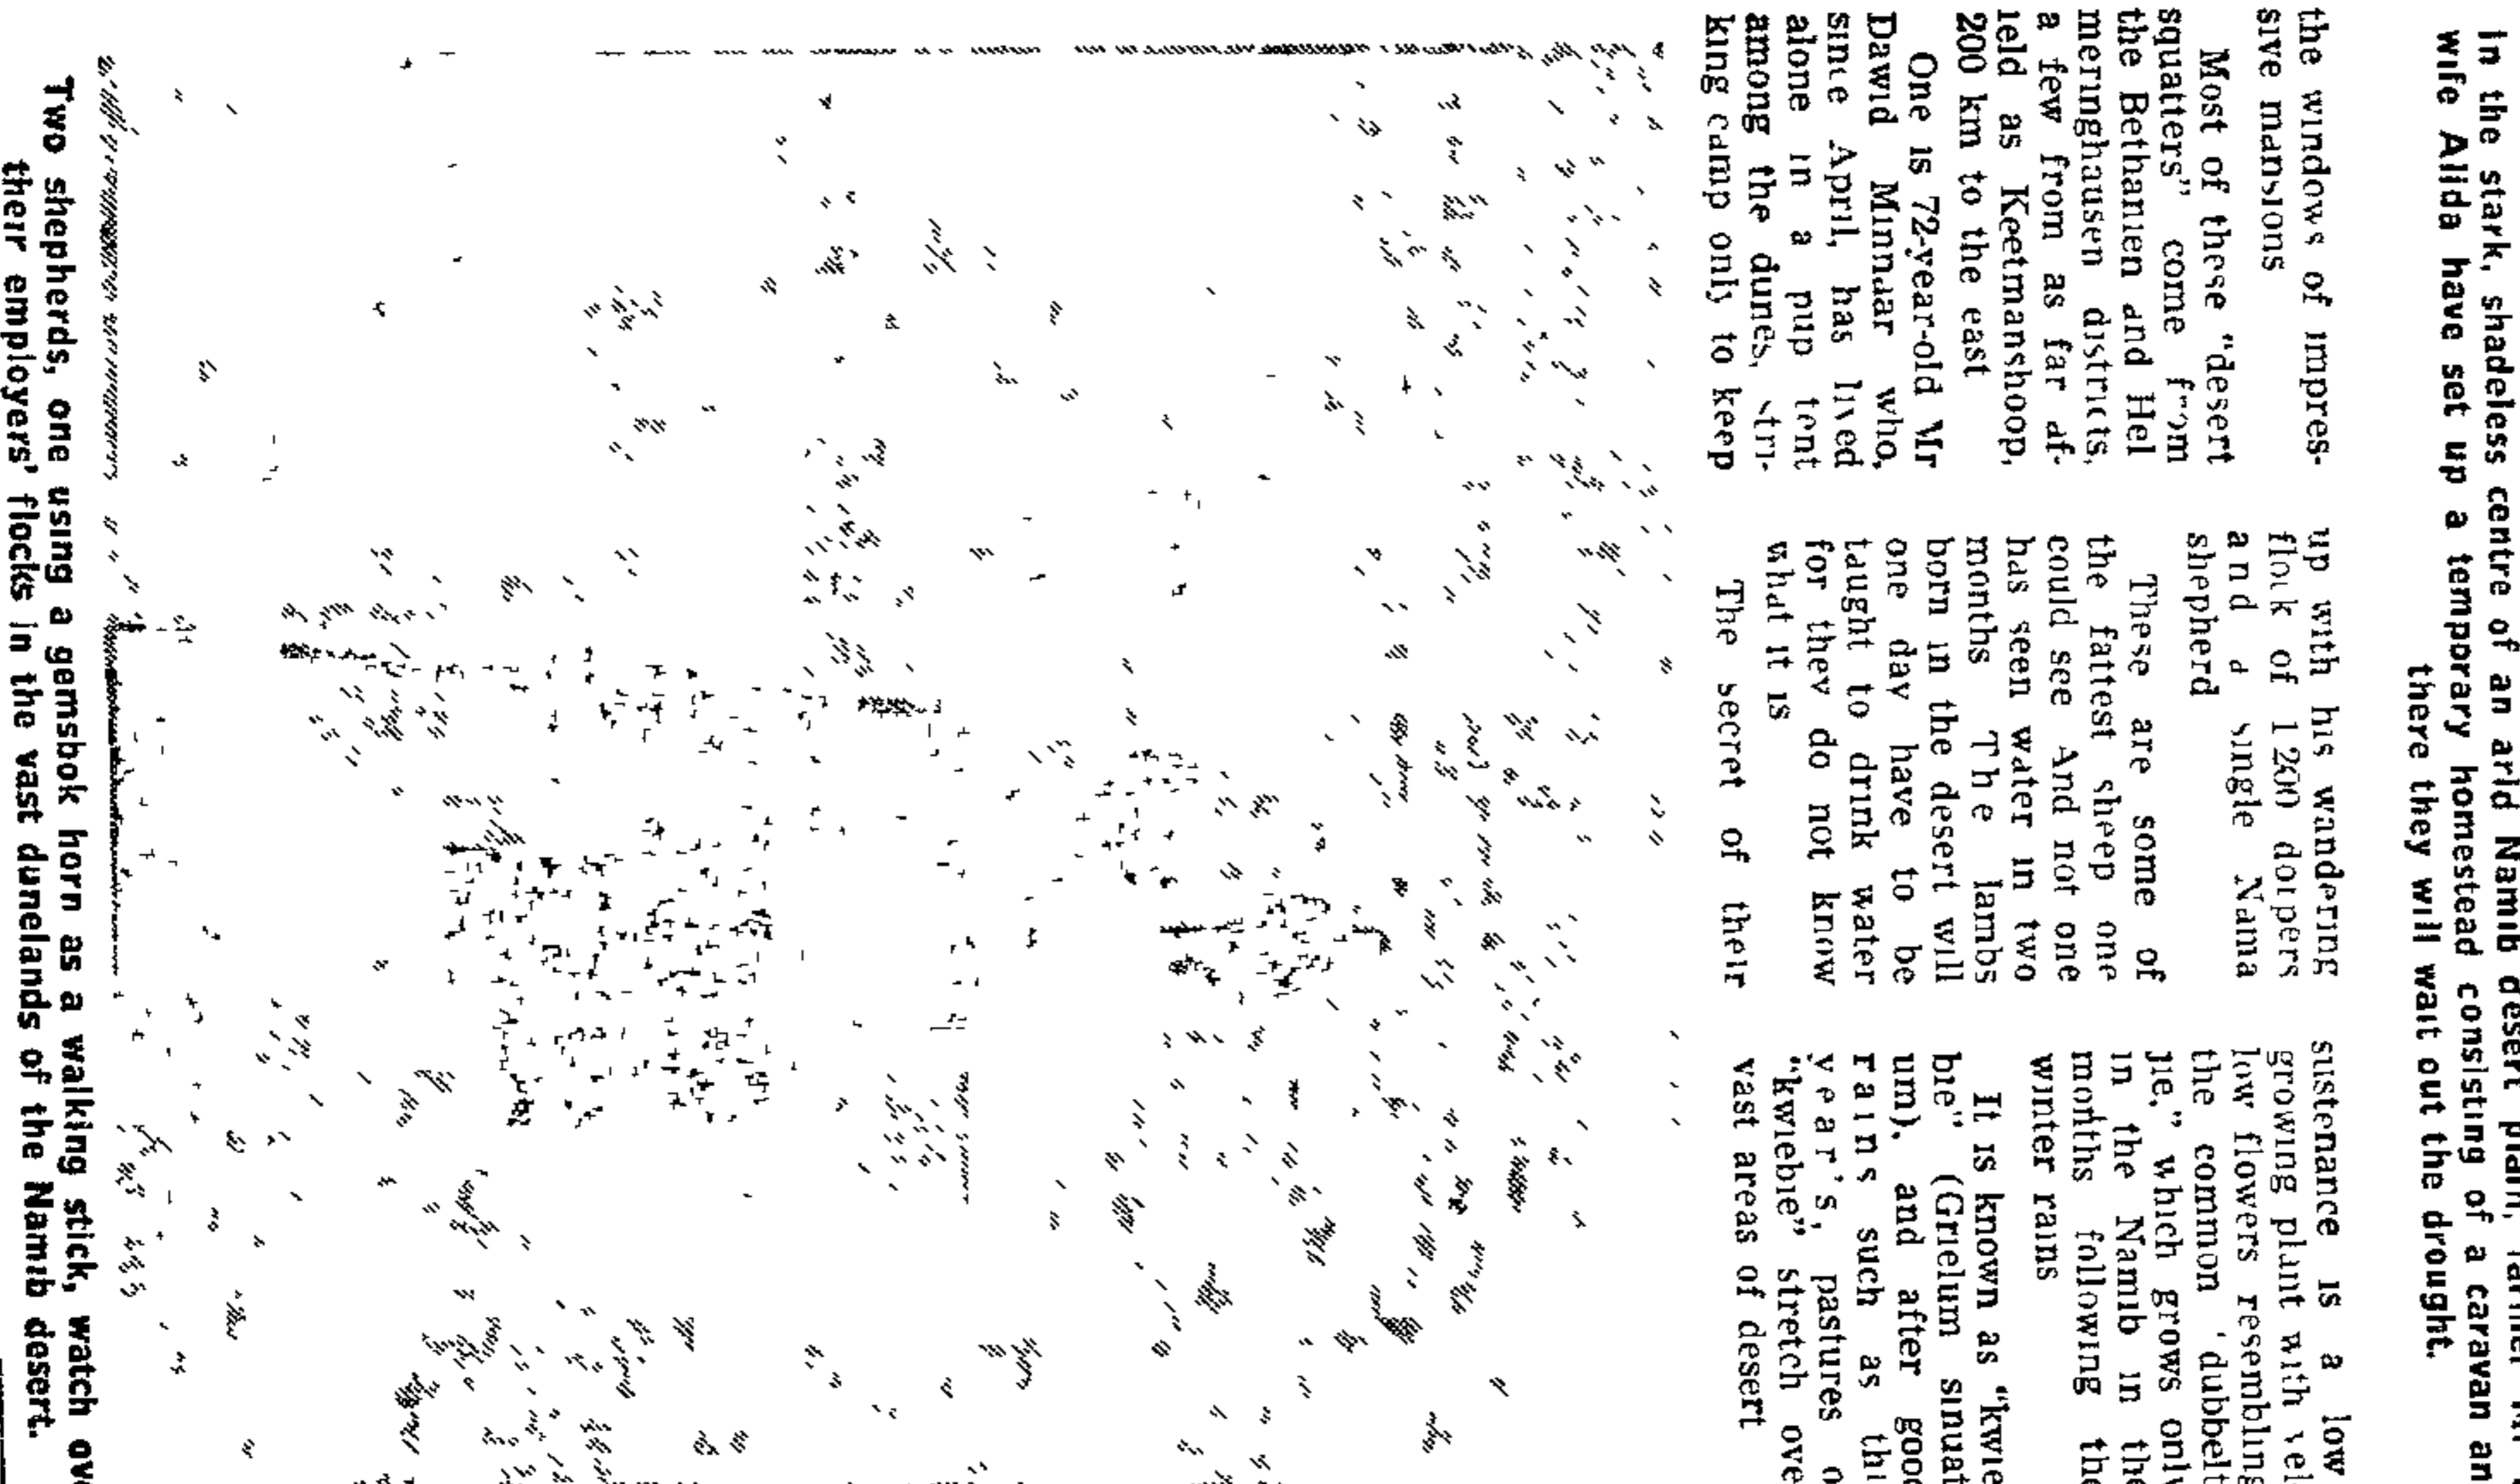 In the stark, shadeless centre of an arid Namib desert plain,
wife Alida have set up a temporary homestead consisting of a caravan an
there they will wait out the drought.
the windows of impres-
sive mansions
Most of these "desert
squatters" come from
the Bethanien and Hel
meringhausen districts,
a few from as far af-
ield as Keetmanshoop,
200 km to the east
One is 72-year-old Mr
Dawid Minnaar who,
since April, has lived
alone in a pup tent
among the dunes, stri-
king camp only to keep
up with his wandering
flock of 1 200 dorpers
and a single Nama
shepherd
These are some of
the fattest sheep one
could see And not one
has seen water in two
months The lambs
born in the desert will
one day have to be
taught to drink water
for they do not know
what it is
The secret of their
sustenance is a low
growing plant with yel
low flowers resembling
the common 'dubbelt
jie," which grows only
in the Namib in the
months following the
winter rains
It is known as "kwie
bie" (Grielum sinuat
um), and after good
rains such as thi
year's, pastures o
"kwiebie" stretch ove
vast areas of desert
Two shepherds, one using a gemsbok horn as a walking stick, watch ove
their employers' flocks in the vast dunelands of the Namib desert.